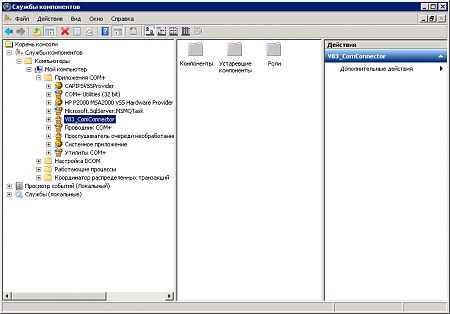 Службы компонентов
Файл Действие Вид Окно Справка
Корень консоли
Службы компонентов
Компьютеры
Мой компьютер
Приложения COM+
CAPIPSVSSProvider
COM+ Utilities (32 bit)
HP P2000 MSA2000 VSS Hardware Provider
Microsoft.SqlServer.MSMQTask
V83_ComConnector
Проводник COM+
Прослушиватель очереди необработанне
Системное приложение
Утилиты COM+
Настройка DCOM
Работающие процессы
Координатор распределенных транзакций
Просмотр событий (Локальный)
Службы (локальные)
Компоненты
Устаревшие компоненты
Роли
Действия
V83_ComConnector
Дополнительные действия